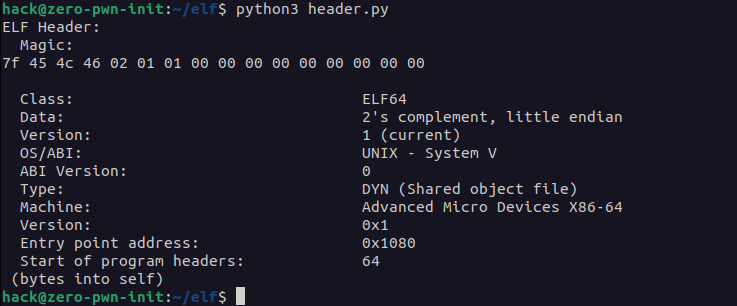 hack@zero-pwn-init:~/elf$ python3 header.py
ELF Header:
  Magic:
7f 45 4c 46 02 01 01 00 00 00 00 00 00 00 00 00

  Class:                                ELF64
  Data:                                 2's complement, little endian
  Version:                              1 (current)
  OS/ABI:                               UNIX - System V
  ABI Version:                          0
  Type:                                 DYN (Shared object file)
  Machine:                              Advanced Micro Devices X86-64
  Version:                              0x1
  Entry point address:                  0x1080
  Start of program headers:             64
 (bytes into self)
hack@zero-pwn-init:~/elf$